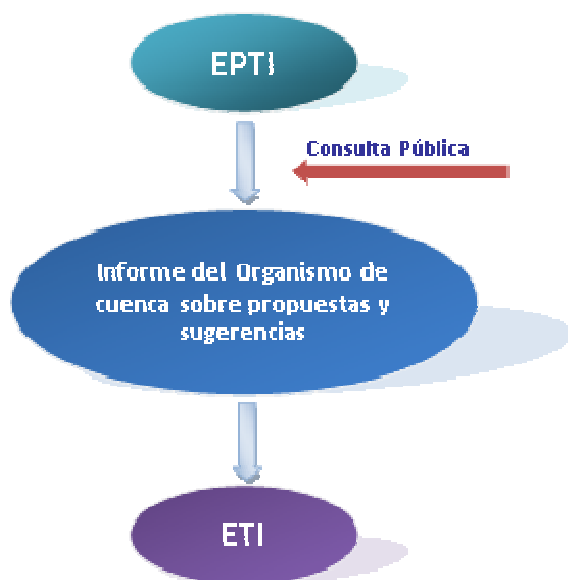 EPTI
Consulta Pública
Informe del Organismo de
cuenca sobre propuestas y
sugerencias
ETI